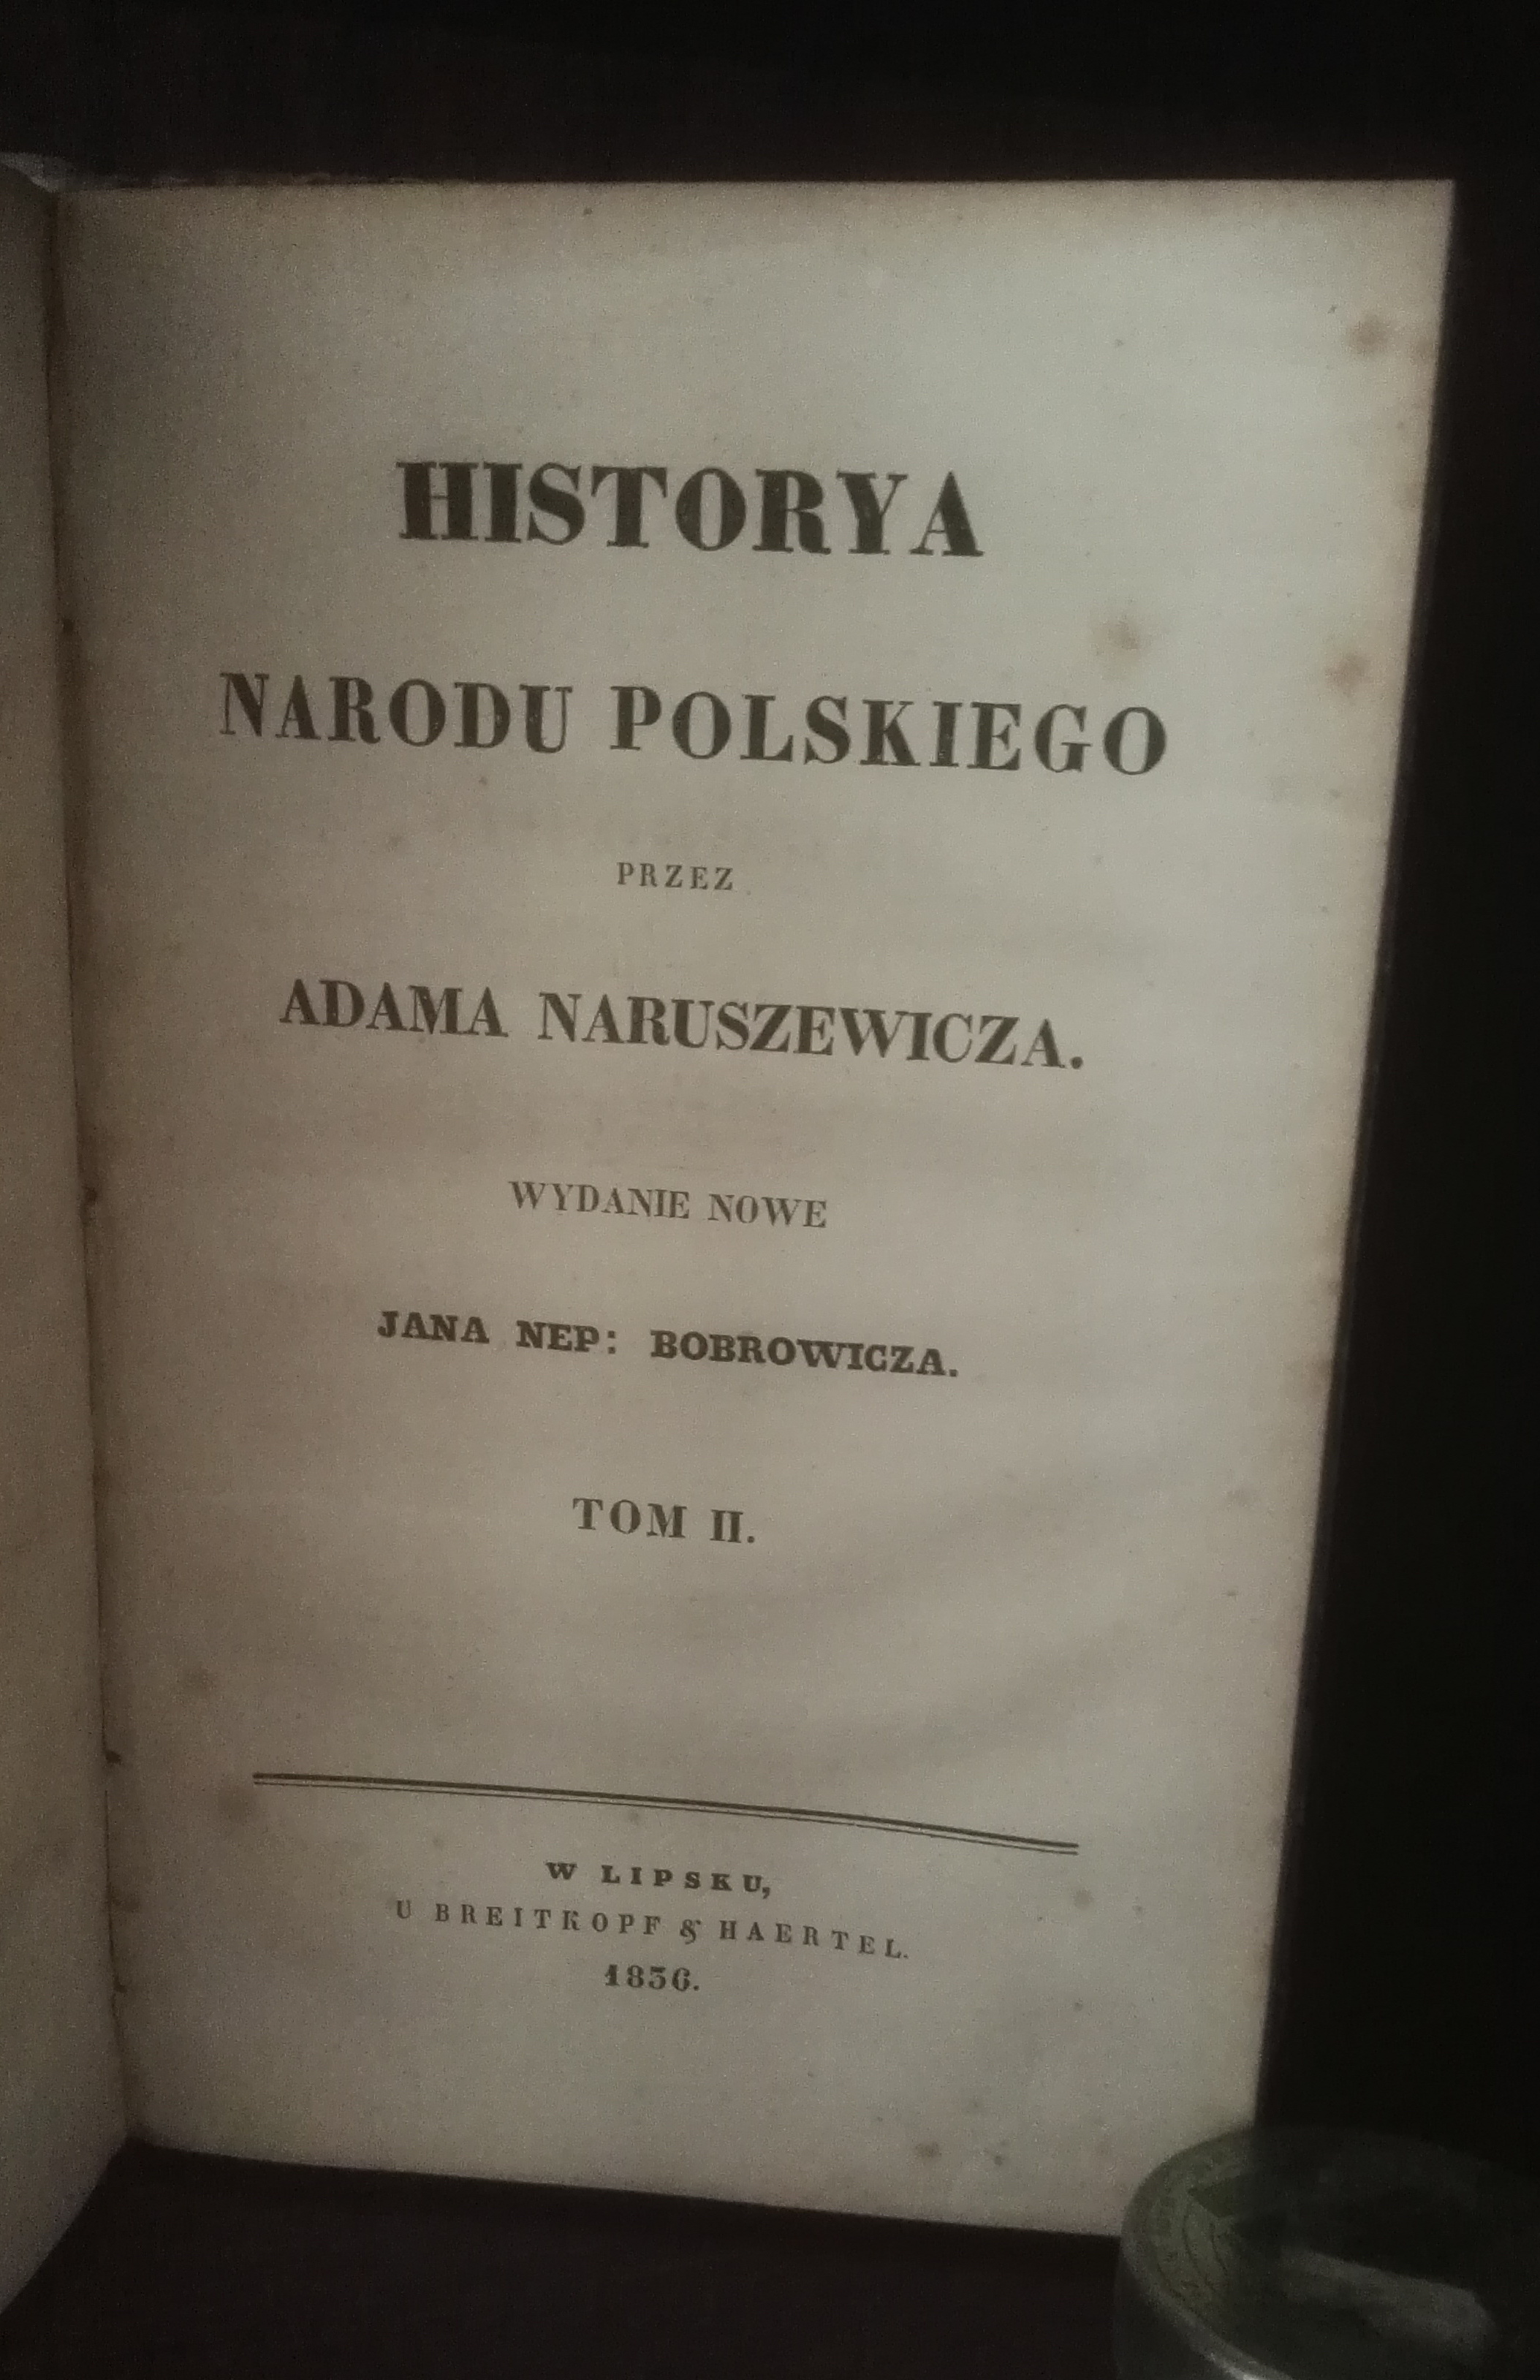 HISTORYA
NARODU POLSKIEGO
PRZEZ
ADAMA NARUSZEWICZA.
WYDANIE NOWE
JANA NEP: BOBROWICZA.
TOM II.
W LIPSKU,
U BREITKOPF & HAERTEL.
1836.